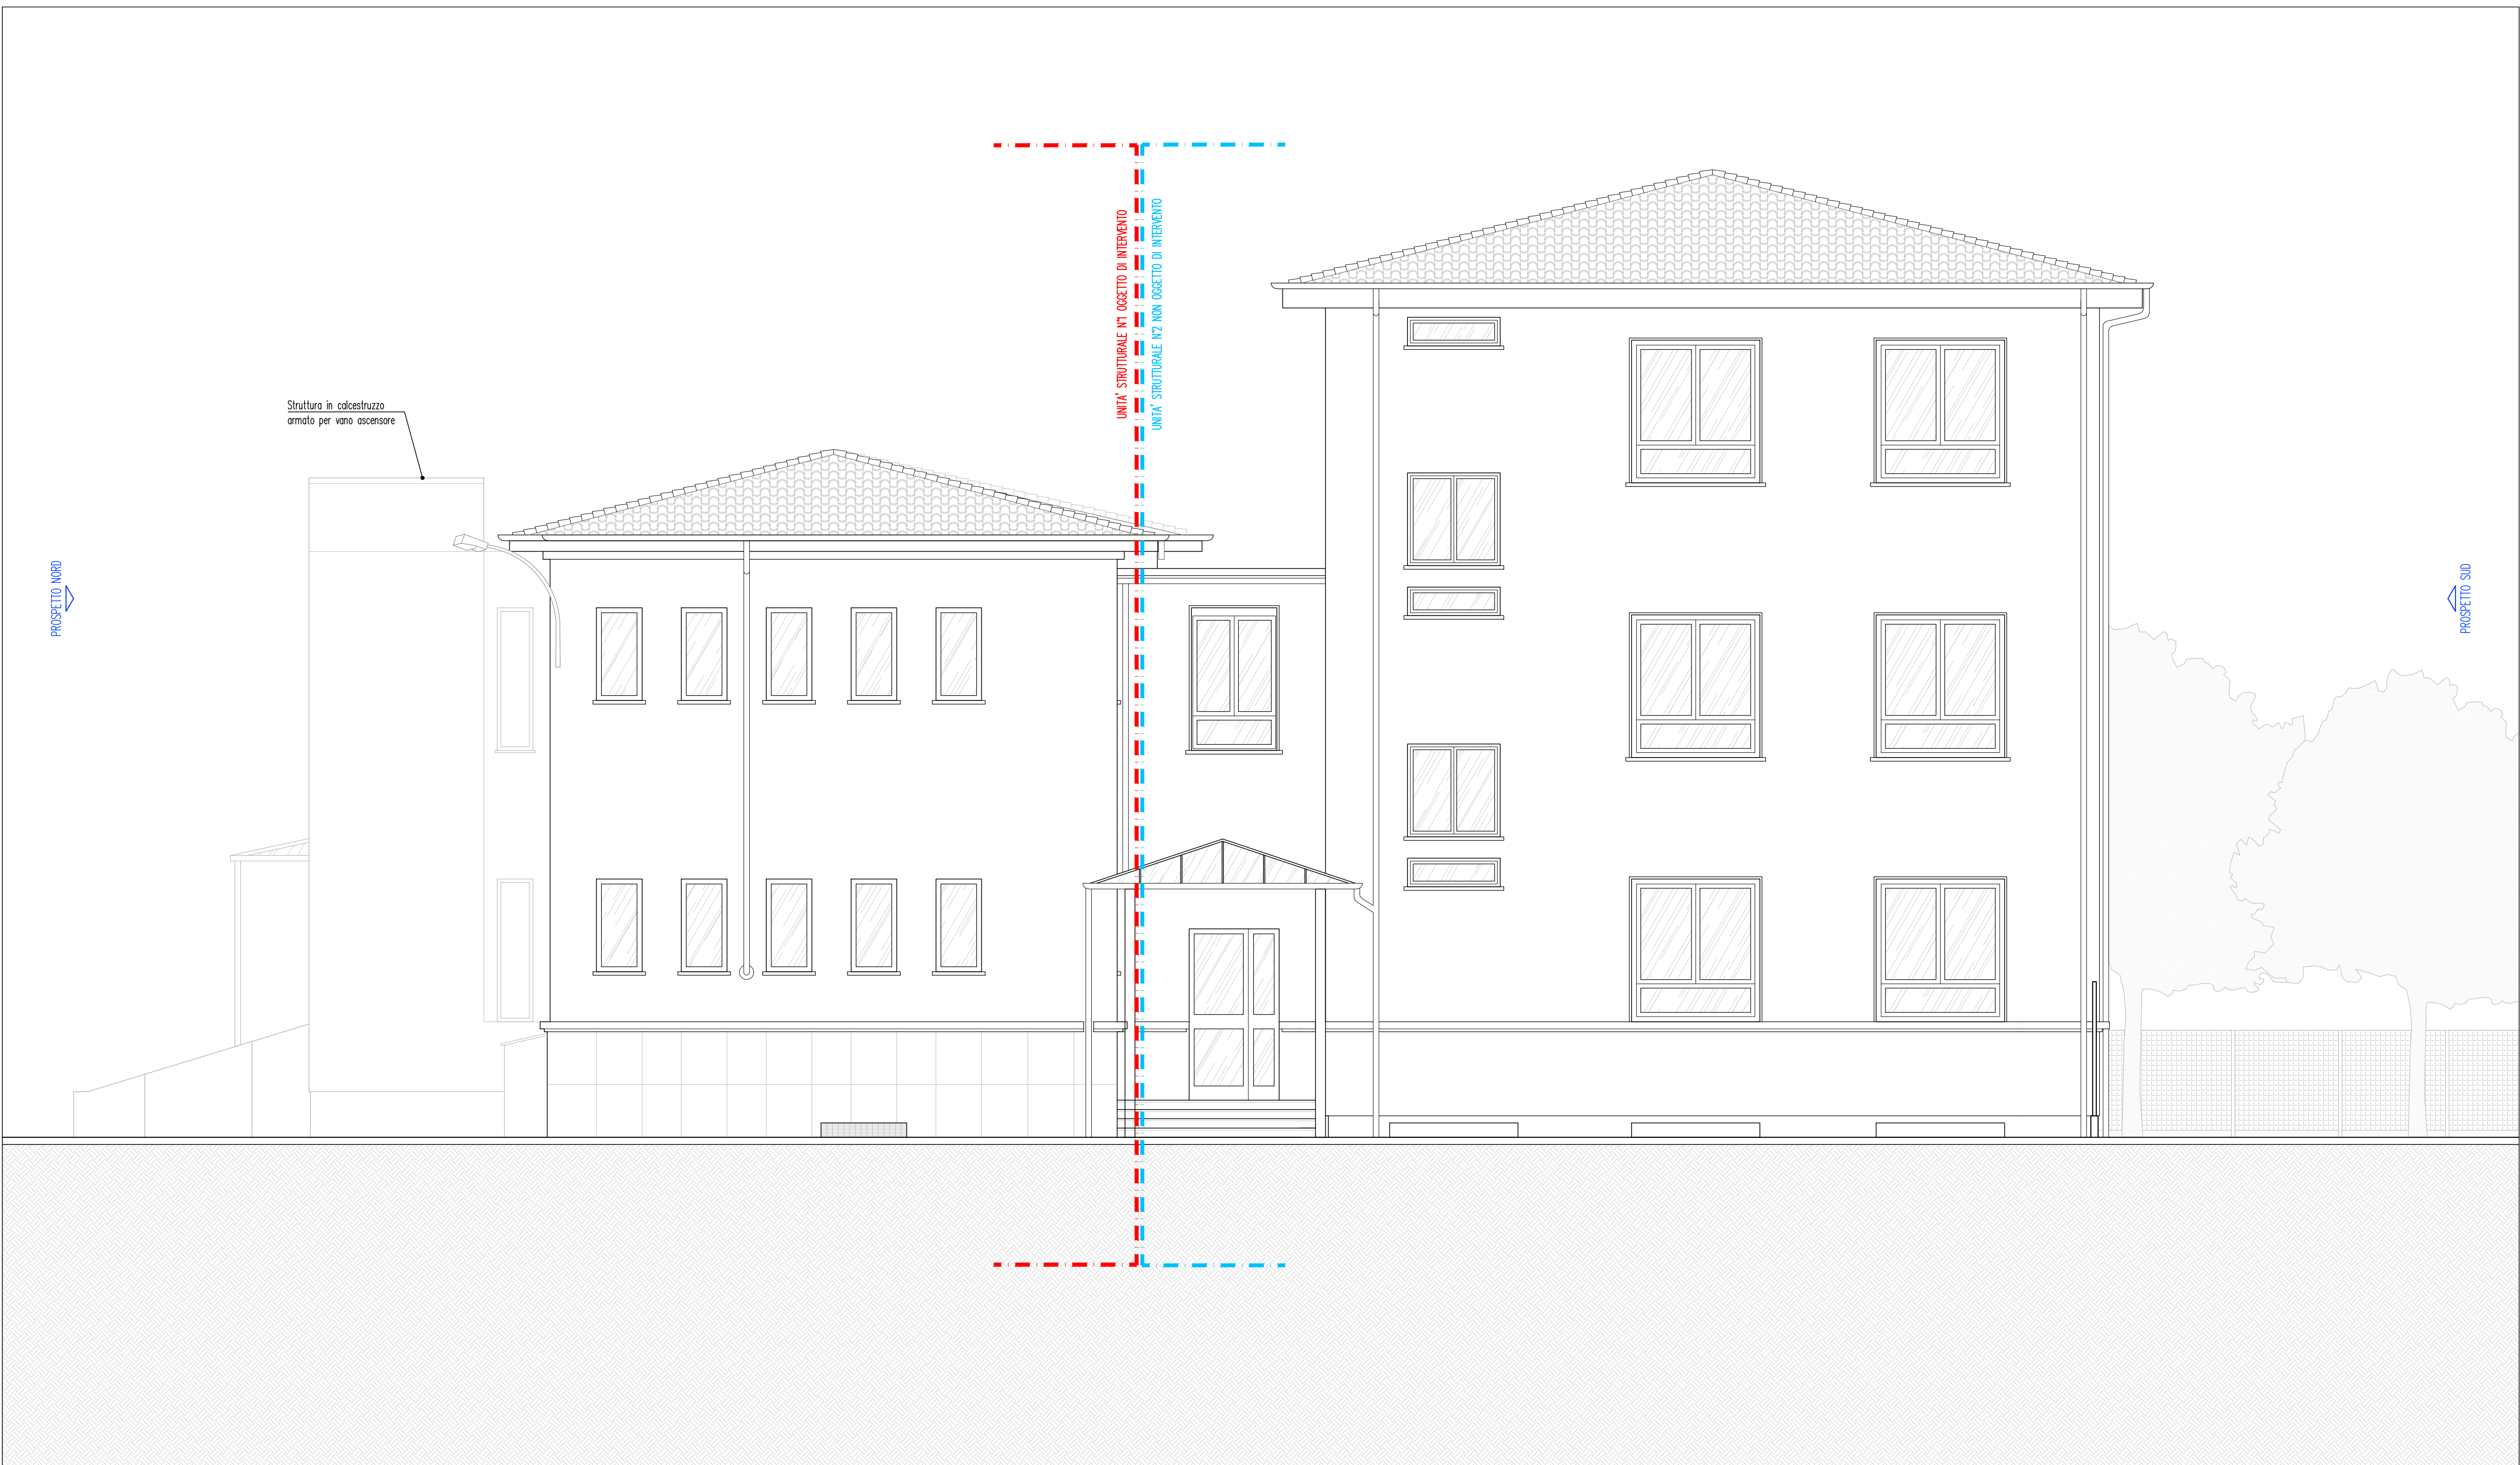 UNITA' STRUTTURALE N°1 OGGETTO DI INTERVENTO
UNITA' STRUTTURALE N°2 NON OGGETTO DI INTERVENTO
Struttura in calcestruzzo
armato per vano ascensore
PROSPETTO NORD
PROSPETTO SUD